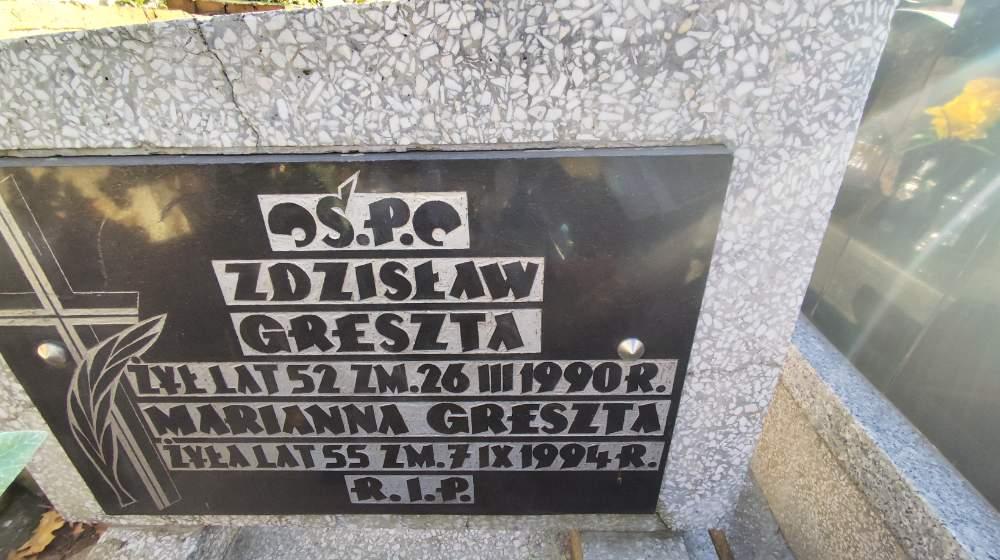 Ś.P.
ZDZISŁAW
GRESZTA
ŻYŁ LAT 52 ZM. 26 III 1990 R.
MARIANNA GRESZTA
ŻYŁA LAT 55 ZM. 7 IX 1994 R.
R.I.P.